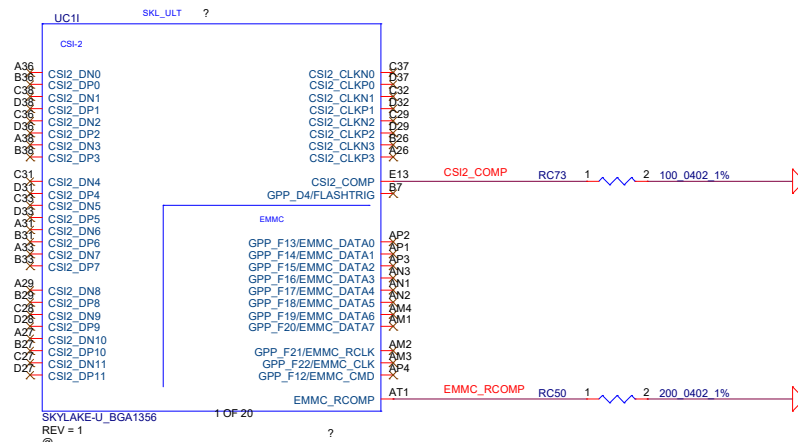 UC1I SKL_ULT ?
CSI-2
A36 CSI2_DN0 CSI2_CLKN0 C37
B36 CSI2_DP0 CSI2_CLKP0 D37
C38 CSI2_DN1 CSI2_CLKN1 C32
D38 CSI2_DP1 CSI2_CLKP1 D32
C36 CSI2_DN2 CSI2_CLKN2 C29
D36 CSI2_DP2 CSI2_CLKP2 D29
A38 CSI2_DN3 CSI2_CLKN3 B26
B38 CSI2_DP3 CSI2_CLKP3 A26
C31 CSI2_DN4 CSI2_COMP E13 CSI2_COMP RC73 1 2 100_0402_1%
D31 CSI2_DP4 GPP_D4/FLASHTRIG B7
C33 CSI2_DN5
D33 CSI2_DP5 EMMC
A31 CSI2_DN6
B31 CSI2_DP6 GPP_F13/EMMC_DATA0 AP2
A33 CSI2_DN7 GPP_F14/EMMC_DATA1 AP1
B33 CSI2_DP7 GPP_F15/EMMC_DATA2 AP3
GPP_F16/EMMC_DATA3 AN3
A29 CSI2_DN8 GPP_F17/EMMC_DATA4 AN1
B29 CSI2_DP8 GPP_F18/EMMC_DATA5 AN2
C28 CSI2_DN9 GPP_F19/EMMC_DATA6 AM4
D28 CSI2_DP9 GPP_F20/EMMC_DATA7 AM1
A27 CSI2_DN10
B27 CSI2_DP10 GPP_F21/EMMC_RCLK AM2
C27 CSI2_DN11 GPP_F22/EMMC_CLK AM3
D27 CSI2_DP11 GPP_F12/EMMC_CMD AP4
EMMC_RCOMP AT1 EMMC_RCOMP RC50 1 2 200_0402_1%
SKYLAKE-U_BGA1356 1 OF 20
REV = 1 ?
@